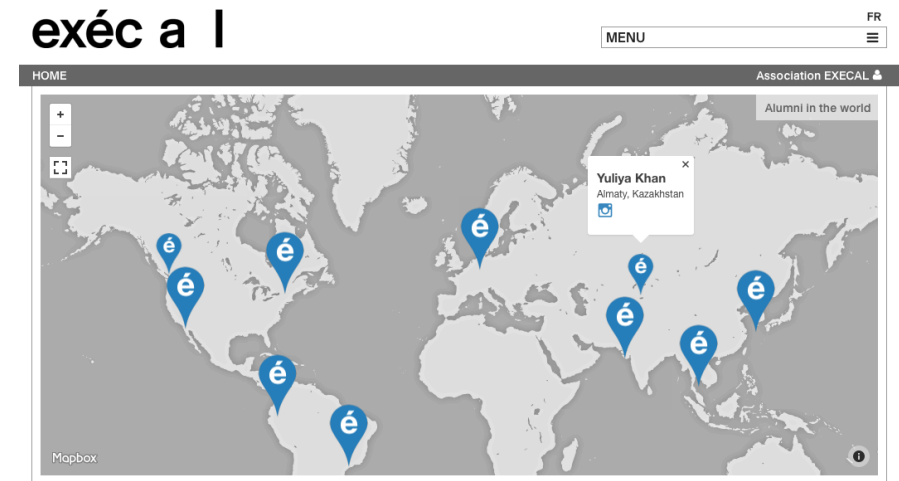 exéc a l
FR
MENU
HOME
Association EXECAL
+
Alumni in the world
−
×
Yuliya Khan
Almaty, Kazakhstan
é
é
é
é
é
é
é
é
é
é
Mapbox
i